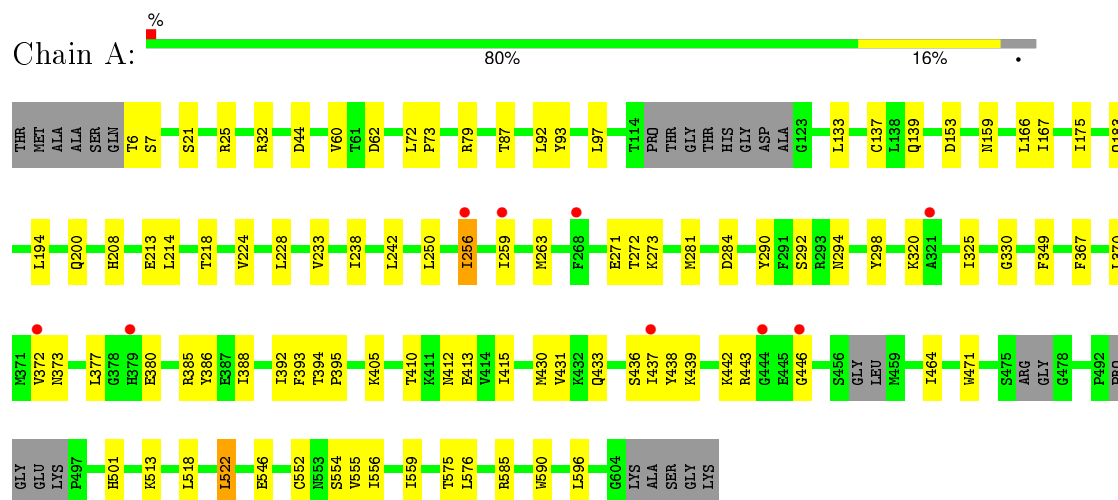 %
Chain A:
80% 16% •
THR MET ALA ALA SER GLN T6 S7 S21 R25 R32 D44 V60 T61 D62 L72 P73 R79 T87 L92 Y93 L97 T114 PRO THR GLY THR HIS GLY ASP ALA G123 L133 C137 L138 Q139 D153 N159 L166 I167 I175
L194 Q200 H208 E213 L214 T218 V224 L228 V233 I238 L242 L250 I256 I259 M263 F268 E271 T272 K273 M281 D284 Y290 F291 S292 R293 N294 Y298 K320 A321 I325 G330 F349 F367
M371 V372 N373 L377 G378 H379 E380 R385 Y386 E387 I388 I392 F393 T394 P395 K405 T410 K411 N412 E413 V414 I415 M430 V431 K432 Q433 S436 I437 Y438 K439 K442 R443 G444 E445 G446 S456 GLY LEU M459 I464 W471 S475 ARG GLY G478 P492
GLY GLU LYS P497 H501 K513 L518 L522 E546 C552 N553 S554 V555 I556 I559 T575 L576 R585 W590 L596 G604 LYS ALA SER GLY LYS